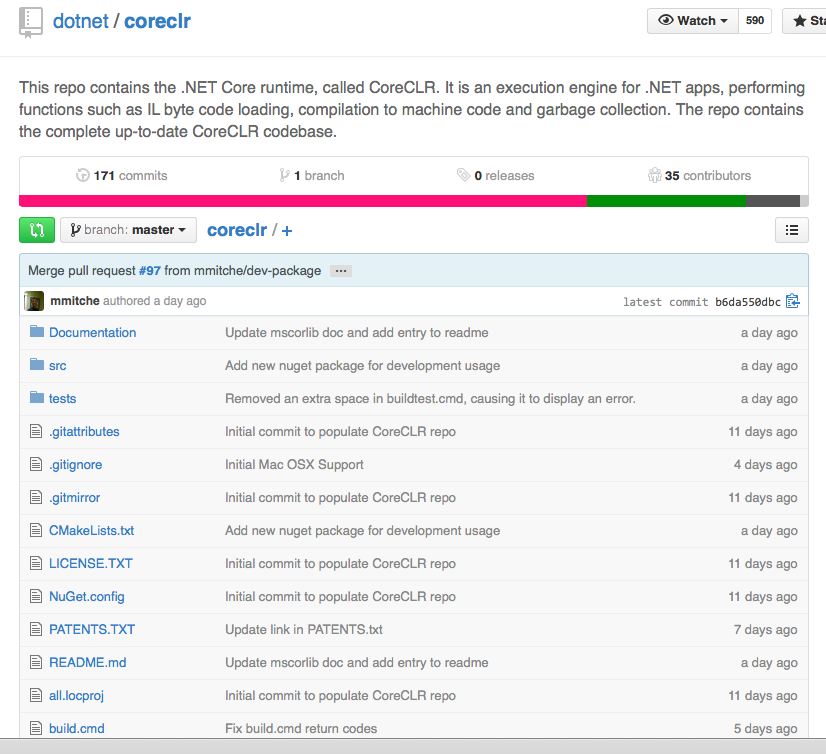 dotnet / coreclr
Watch 590
This repo contains the .NET Core runtime, called CoreCLR. It is an execution engine for .NET apps, performing
functions such as IL byte code loading, compilation to machine code and garbage collection. The repo contains
the complete up-to-date CoreCLR codebase.
171 commits 1 branch 0 releases 35 contributors
branch: master coreclr / +
Merge pull request #97 from mmitche/dev-package ...
mmitche authored a day ago latest commit b6da550dbc
Documentation Update mscorlib doc and add entry to readme a day ago
src Add new nuget package for development usage a day ago
tests Removed an extra space in buildtest.cmd, causing it to display an error. a day ago
.gitattributes Initial commit to populate CoreCLR repo 11 days ago
.gitignore Initial Mac OSX Support 4 days ago
.gitmirror Initial commit to populate CoreCLR repo 11 days ago
CMakeLists.txt Add new nuget package for development usage a day ago
LICENSE.TXT Initial commit to populate CoreCLR repo 11 days ago
NuGet.config Initial commit to populate CoreCLR repo 11 days ago
PATENTS.TXT Update link in PATENTS.txt 7 days ago
README.md Update mscorlib doc and add entry to readme a day ago
all.locproj Initial commit to populate CoreCLR repo 11 days ago
build.cmd Fix build.cmd return codes 5 days ago